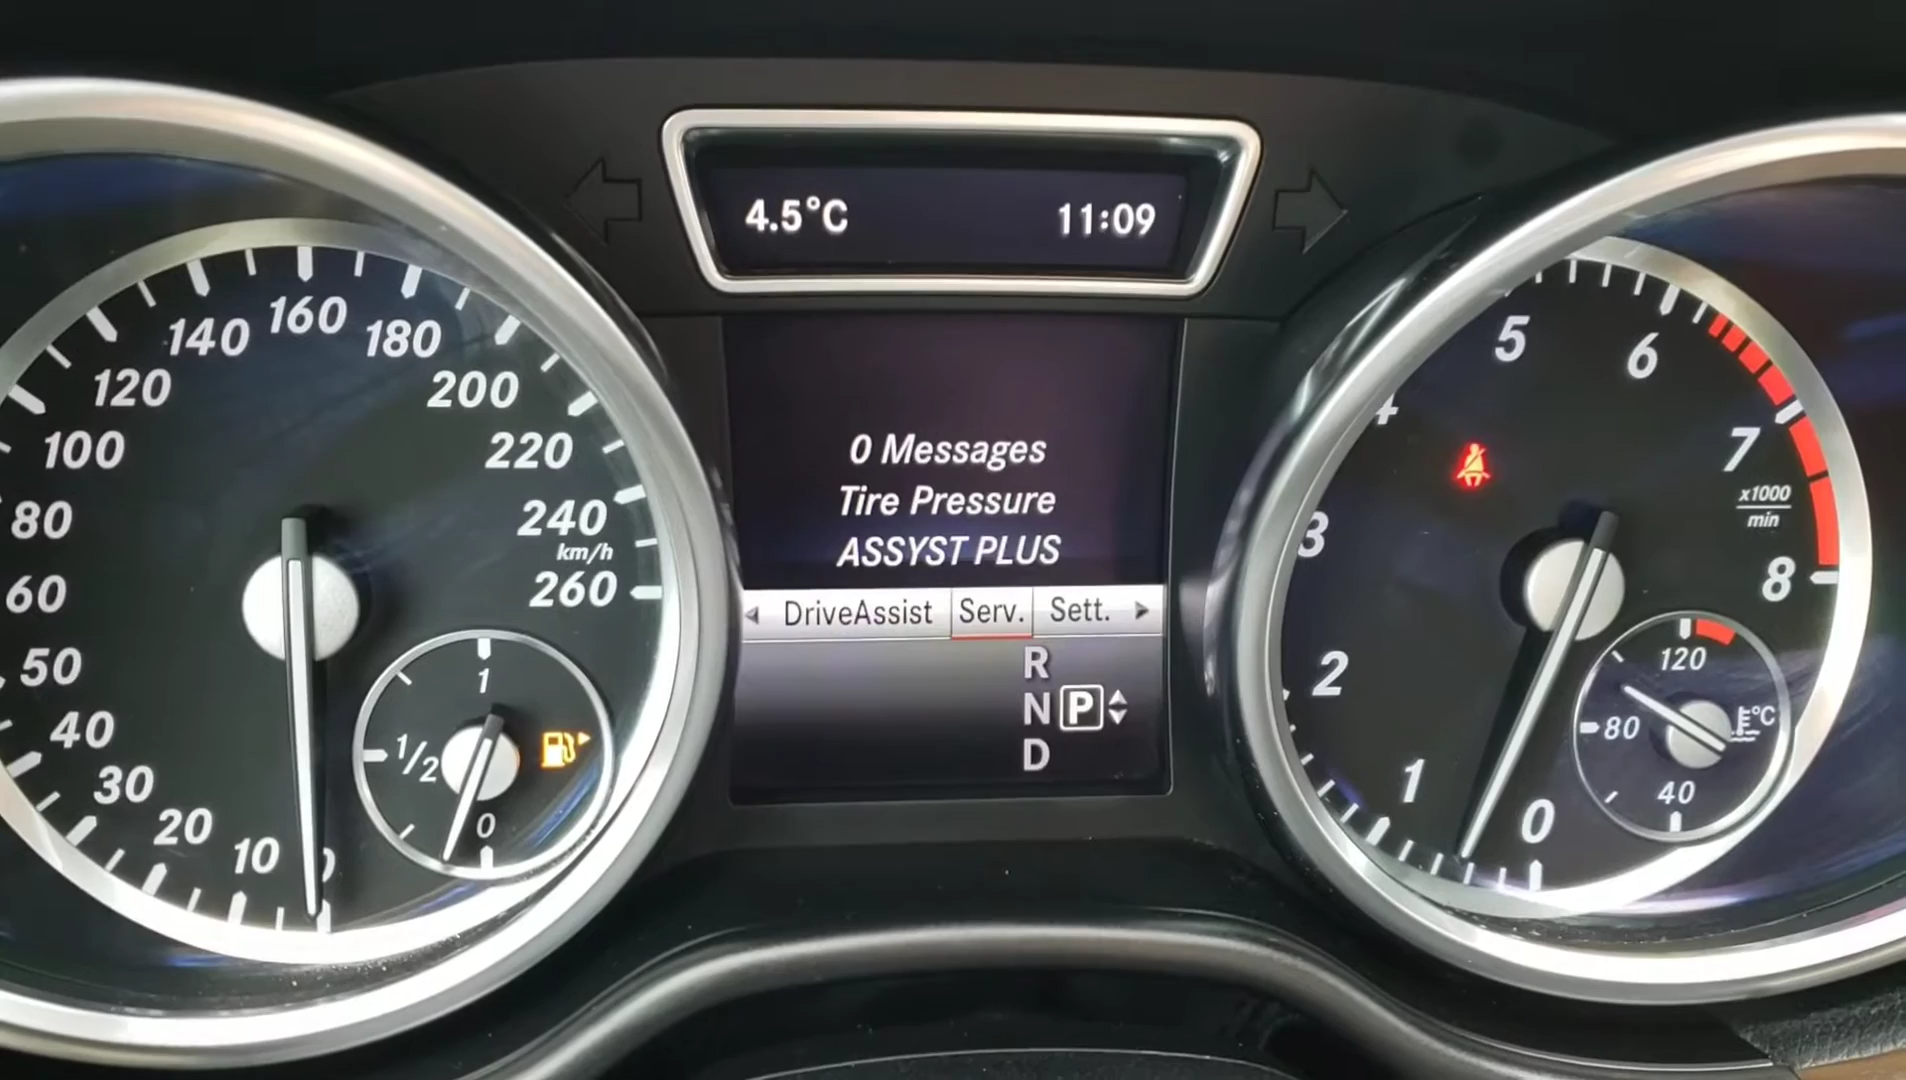 4.5°C 11:09
0 Messages
Tire Pressure
ASSYST PLUS
DriveAssist Serv. Sett.
R
N P
D
0
10
20
30
40
50
60
80
100
120
140
160
180
200
220
240
km/h
260
1
1/2
0
0
1
2
3
4
5
6
7
x1000
min
8
120
80 °C
40